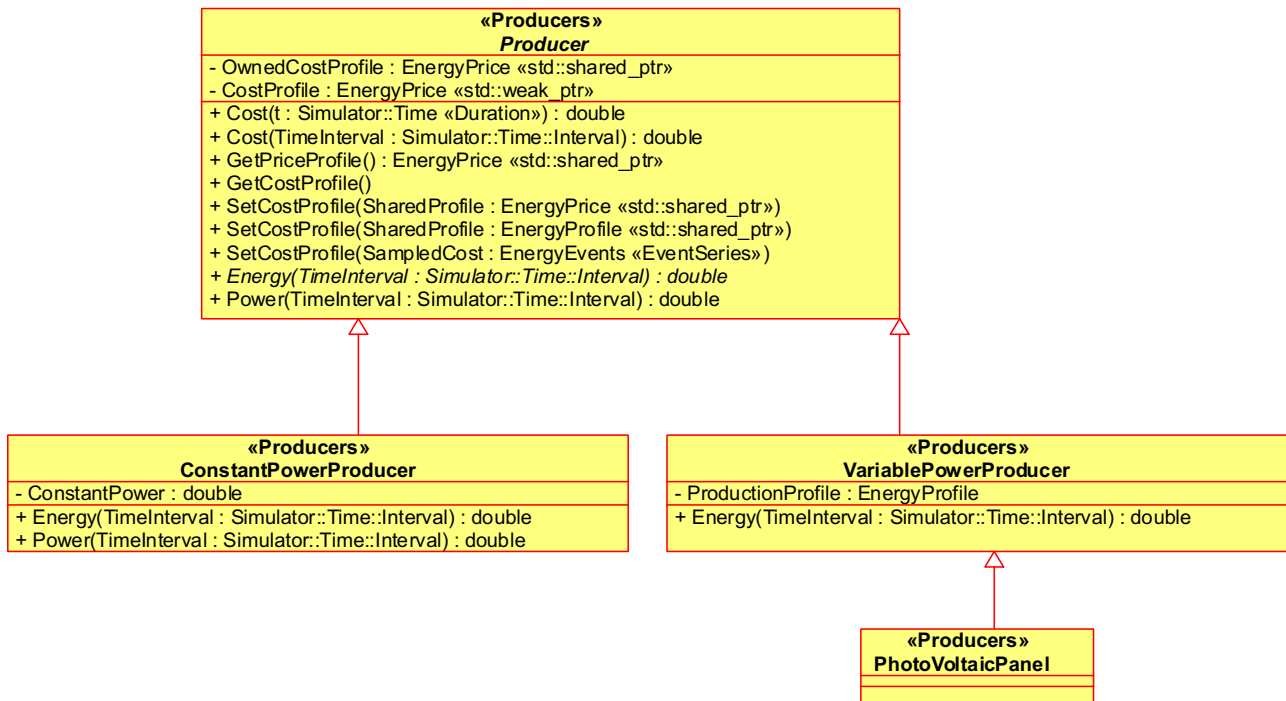 «Producers»
Producer
- OwnedCostProfile : EnergyPrice «std::shared_ptr»
- CostProfile : EnergyPrice «std::weak_ptr»
+ Cost(t : Simulator::Time «Duration») : double
+ Cost(TimeInterval : Simulator::Time::Interval) : double
+ GetPriceProfile() : EnergyPrice «std::shared_ptr»
+ GetCostProfile()
+ SetCostProfile(SharedProfile : EnergyPrice «std::shared_ptr»)
+ SetCostProfile(SharedProfile : EnergyProfile «std::shared_ptr»)
+ SetCostProfile(SampledCost : EnergyEvents «EventSeries»)
+ Energy(TimeInterval : Simulator::Time::Interval) : double
+ Power(TimeInterval : Simulator::Time::Interval) : double
«Producers»
ConstantPowerProducer
- ConstantPower : double
+ Energy(TimeInterval : Simulator::Time::Interval) : double
+ Power(TimeInterval : Simulator::Time::Interval) : double
«Producers»
VariablePowerProducer
- ProductionProfile : EnergyProfile
+ Energy(TimeInterval : Simulator::Time::Interval) : double
«Producers»
PhotoVoltaicPanel